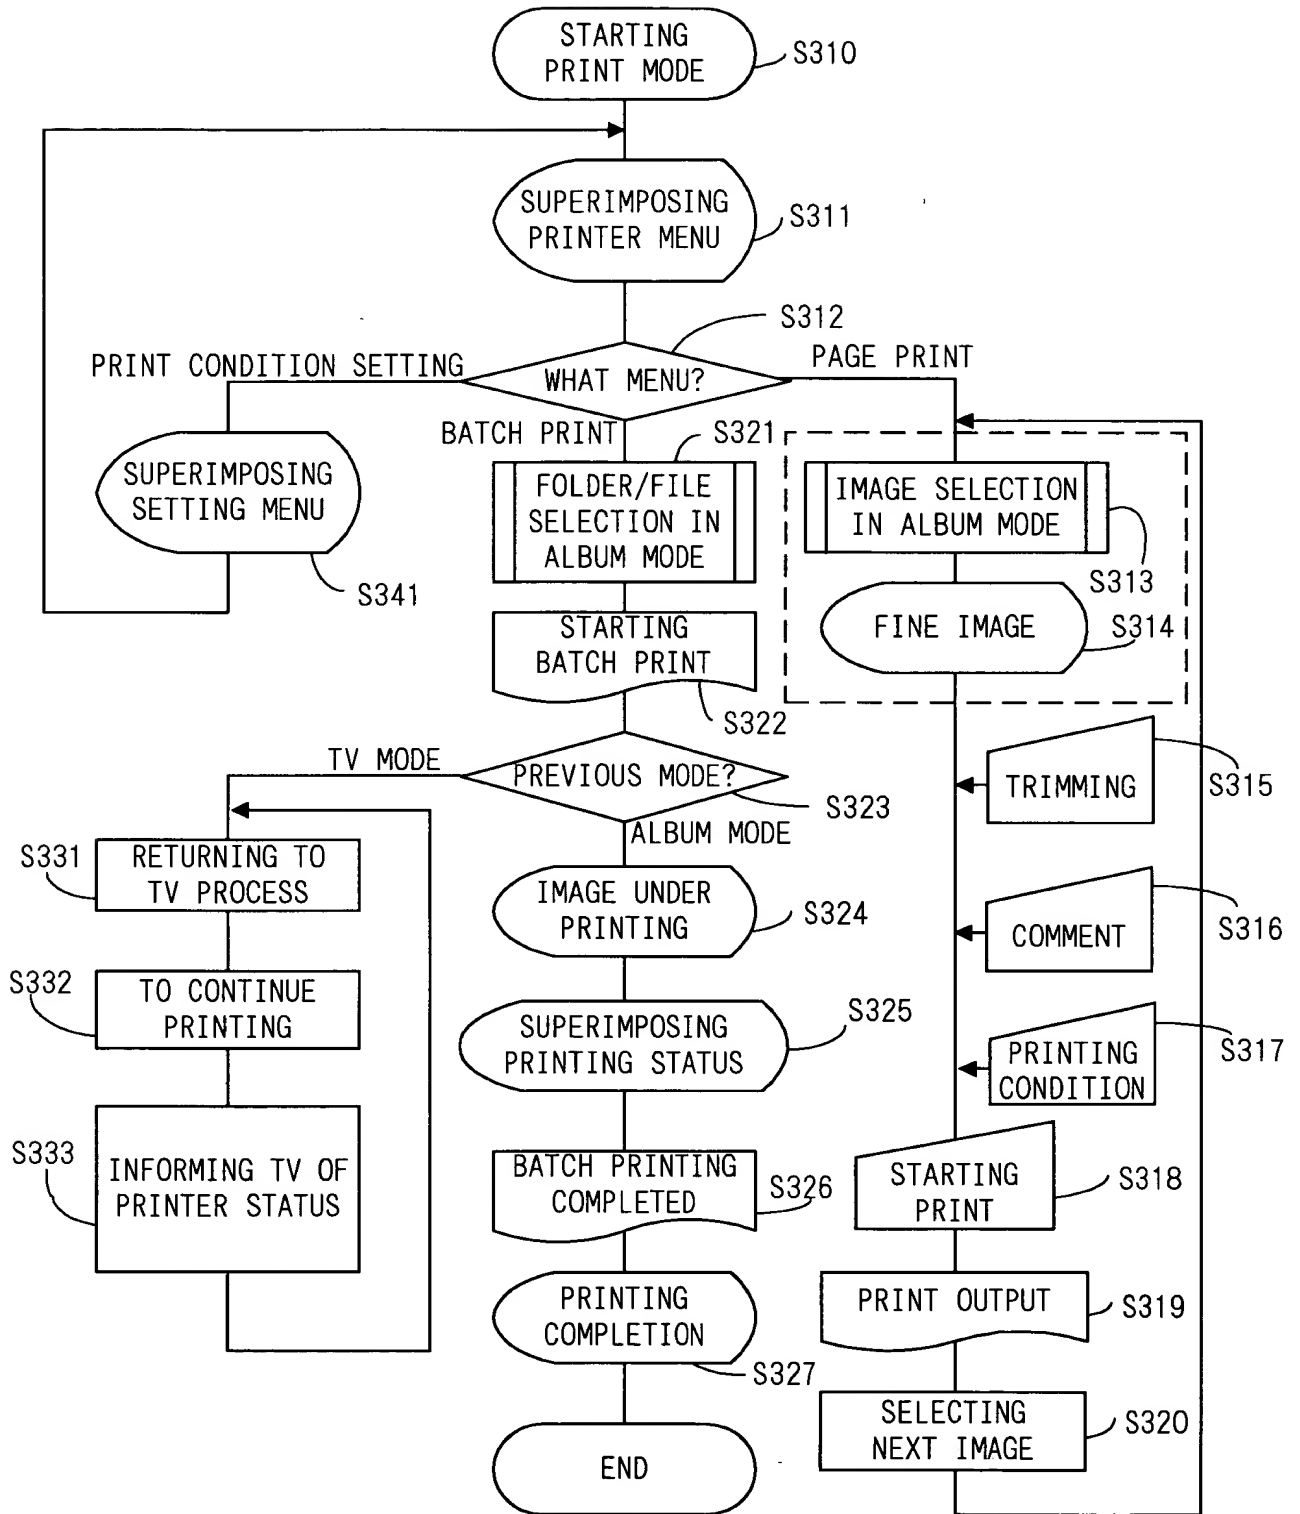 STARTING
PRINT MODE
S310
SUPERIMPOSING
PRINTER MENU
S311
S312
PRINT CONDITION SETTING
WHAT MENU?
PAGE PRINT
BATCH PRINT
S321
SUPERIMPOSING
SETTING MENU
S341
FOLDER/FILE
SELECTION IN
ALBUM MODE
IMAGE SELECTION
IN ALBUM MODE
S313
FINE IMAGE
S314
STARTING
BATCH PRINT
S322
TV MODE
PREVIOUS MODE?
S323
ALBUM MODE
TRIMMING
S315
S331
RETURNING TO
TV PROCESS
IMAGE UNDER
PRINTING
S324
COMMENT
S316
S332
TO CONTINUE
PRINTING
SUPERIMPOSING
PRINTING STATUS
S325
PRINTING
CONDITION
S317
S333
INFORMING TV OF
PRINTER STATUS
BATCH PRINTING
COMPLETED
S326
STARTING
PRINT
S318
PRINTING
COMPLETION
S327
PRINT OUTPUT
S319
SELECTING
NEXT IMAGE
S320
END